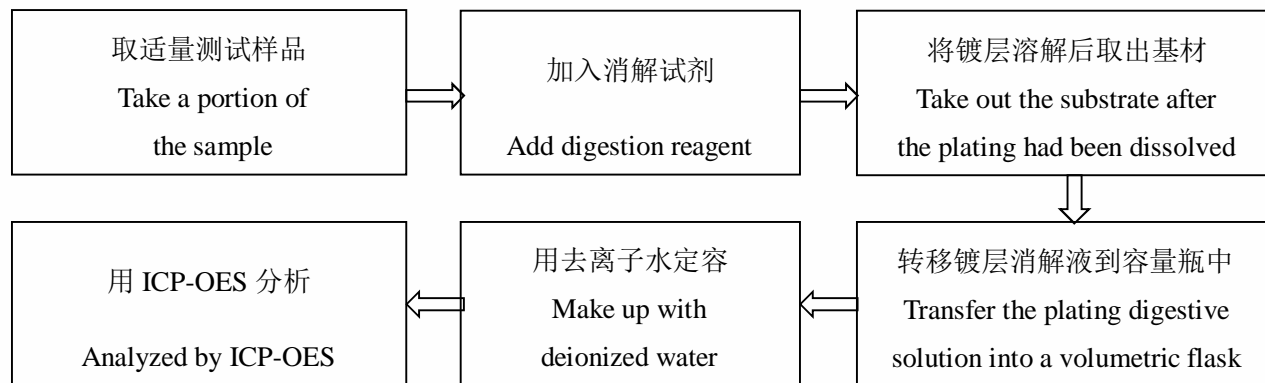 取适量测试样品
Take a portion of
the sample
加入消解试剂
Add digestion reagent
将镀层溶解后取出基材
Take out the substrate after
the plating had been dissolved
转移镀层消解液到容量瓶中
Transfer the plating digestive
solution into a volumetric flask
用去离子水定容
Make up with
deionized water
用 ICP-OES 分析
Analyzed by ICP-OES